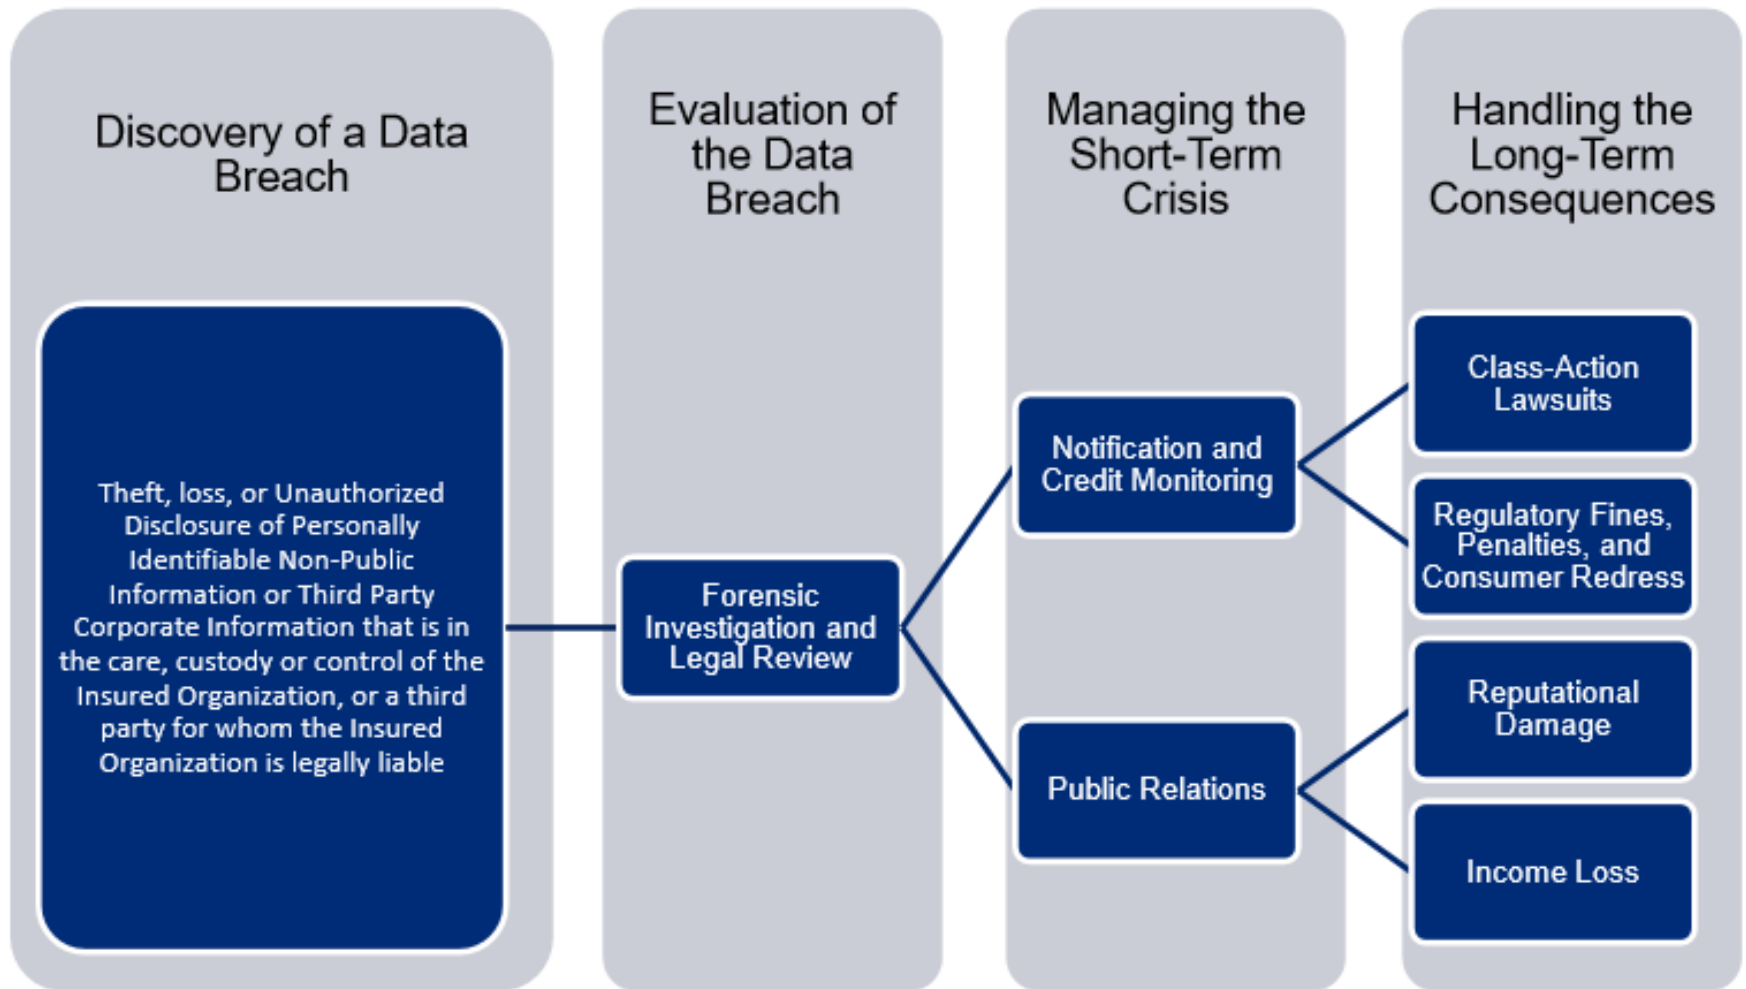 Discovery of a Data
Breach
Theft, loss, or Unauthorized
Disclosure of Personally
Identifiable Non-Public
Information or Third Party
Corporate Information that is in
the care, custody or control of the
Insured Organization, or a third
party for whom the Insured
Organization is legally liable
Evaluation of
the Data
Breach
Forensic
Investigation and
Legal Review
Managing the
Short-Term
Crisis
Notification and
Credit Monitoring
Public Relations
Handling the
Long-Term
Consequences
Class-Action
Lawsuits
Regulatory Fines,
Penalties, and
Consumer Redress
Reputational
Damage
Income Loss